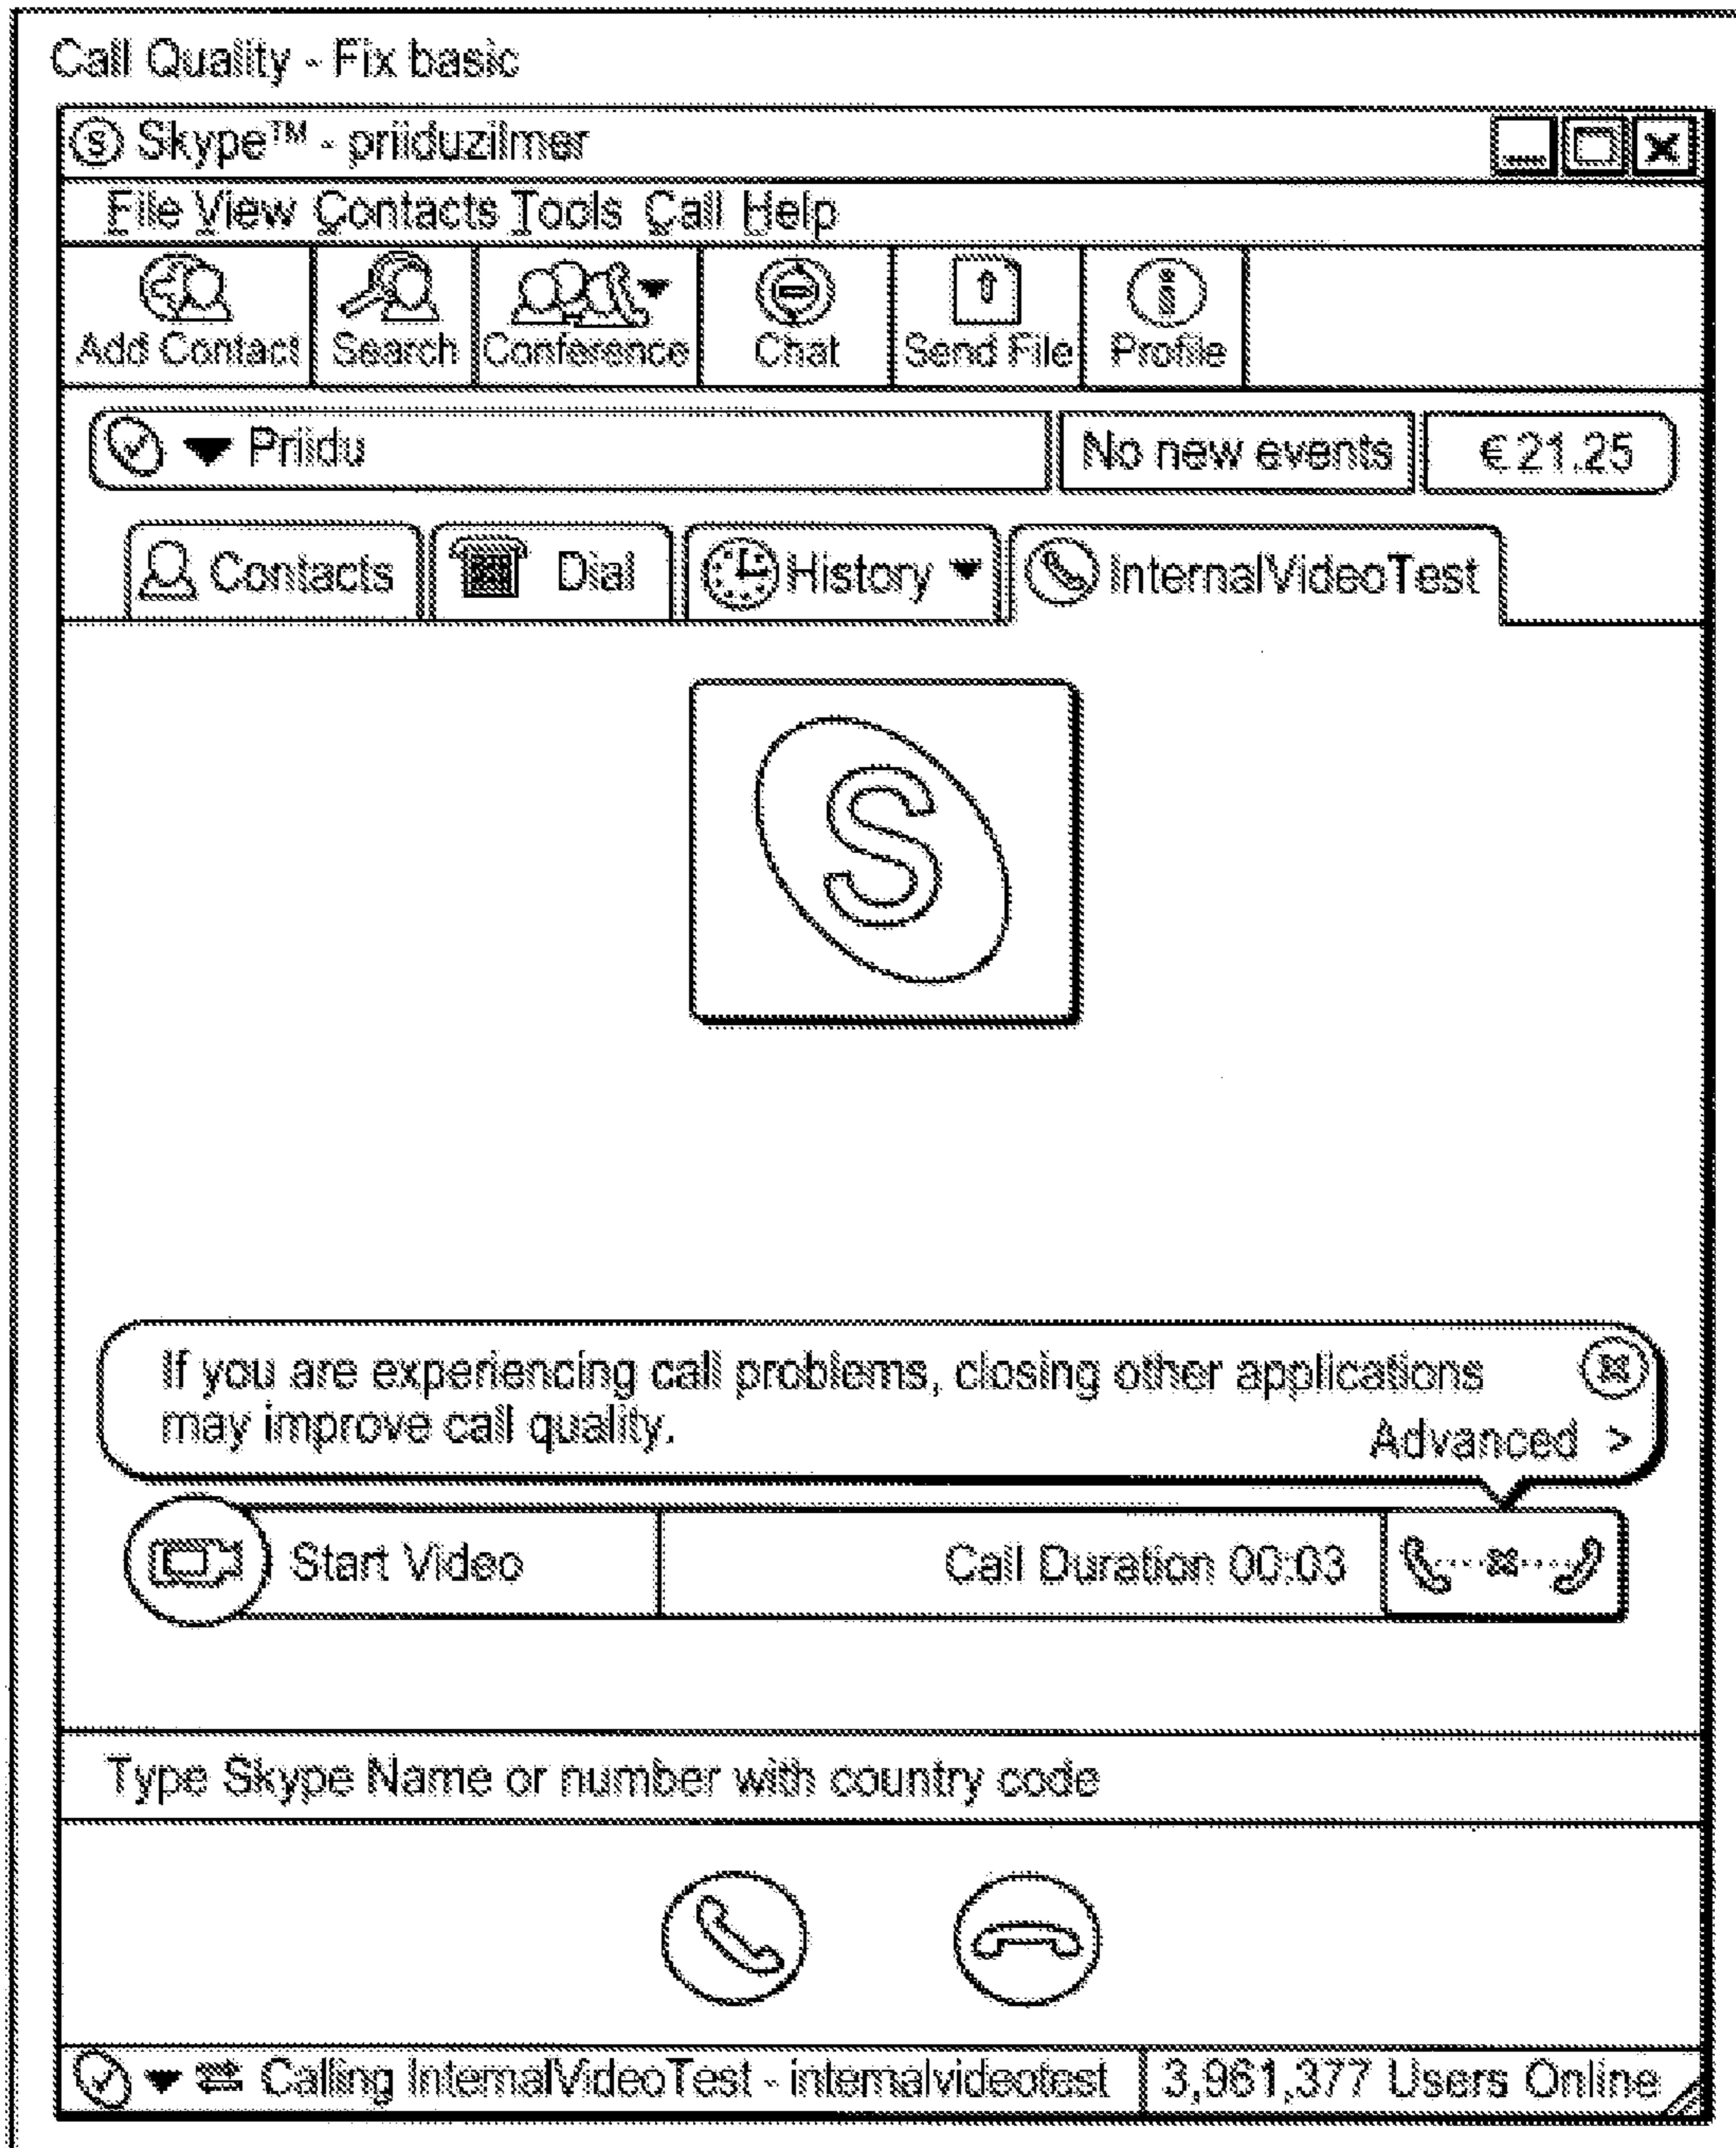 Call Quality - Fix basic
S Skype™ - priiduzilmer
File View Contacts Tools Call Help
Add Contact Search Conference Chat Send File Profile
Priidu No new events €21.25
Contacts Dial History InternalVideoTest
S
If you are experiencing call problems, closing other applications
may improve call quality.
Advanced >
Start Video Call Duration 00:03
Type Skype Name or number with country code
Calling InternalVideoTest - internalvideotest 3,961,377 Users Online